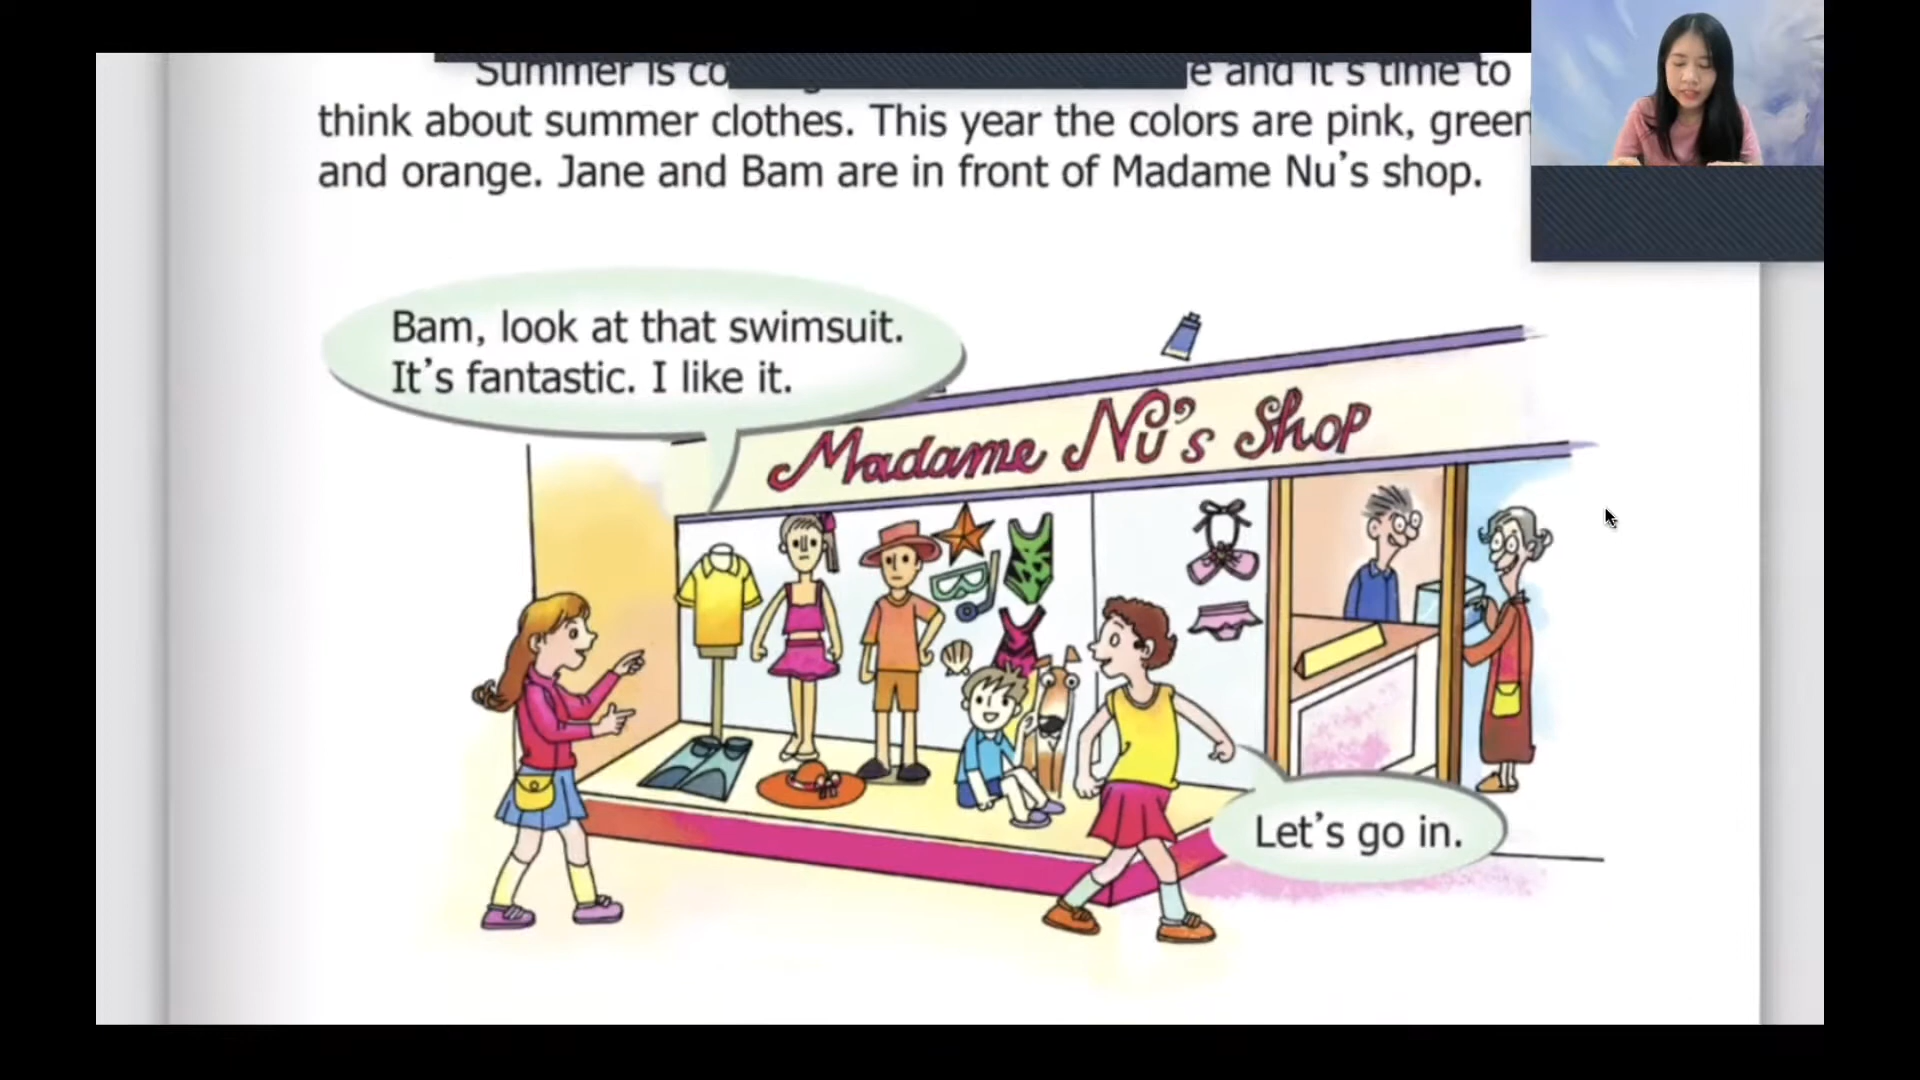 Summer is co e and it's time to
think about summer clothes. This year the colors are pink, green
and orange. Jane and Bam are in front of Madame Nu's shop.
Bam, look at that swimsuit.
It's fantastic. I like it.
Madame Nu's Shop
Let's go in.